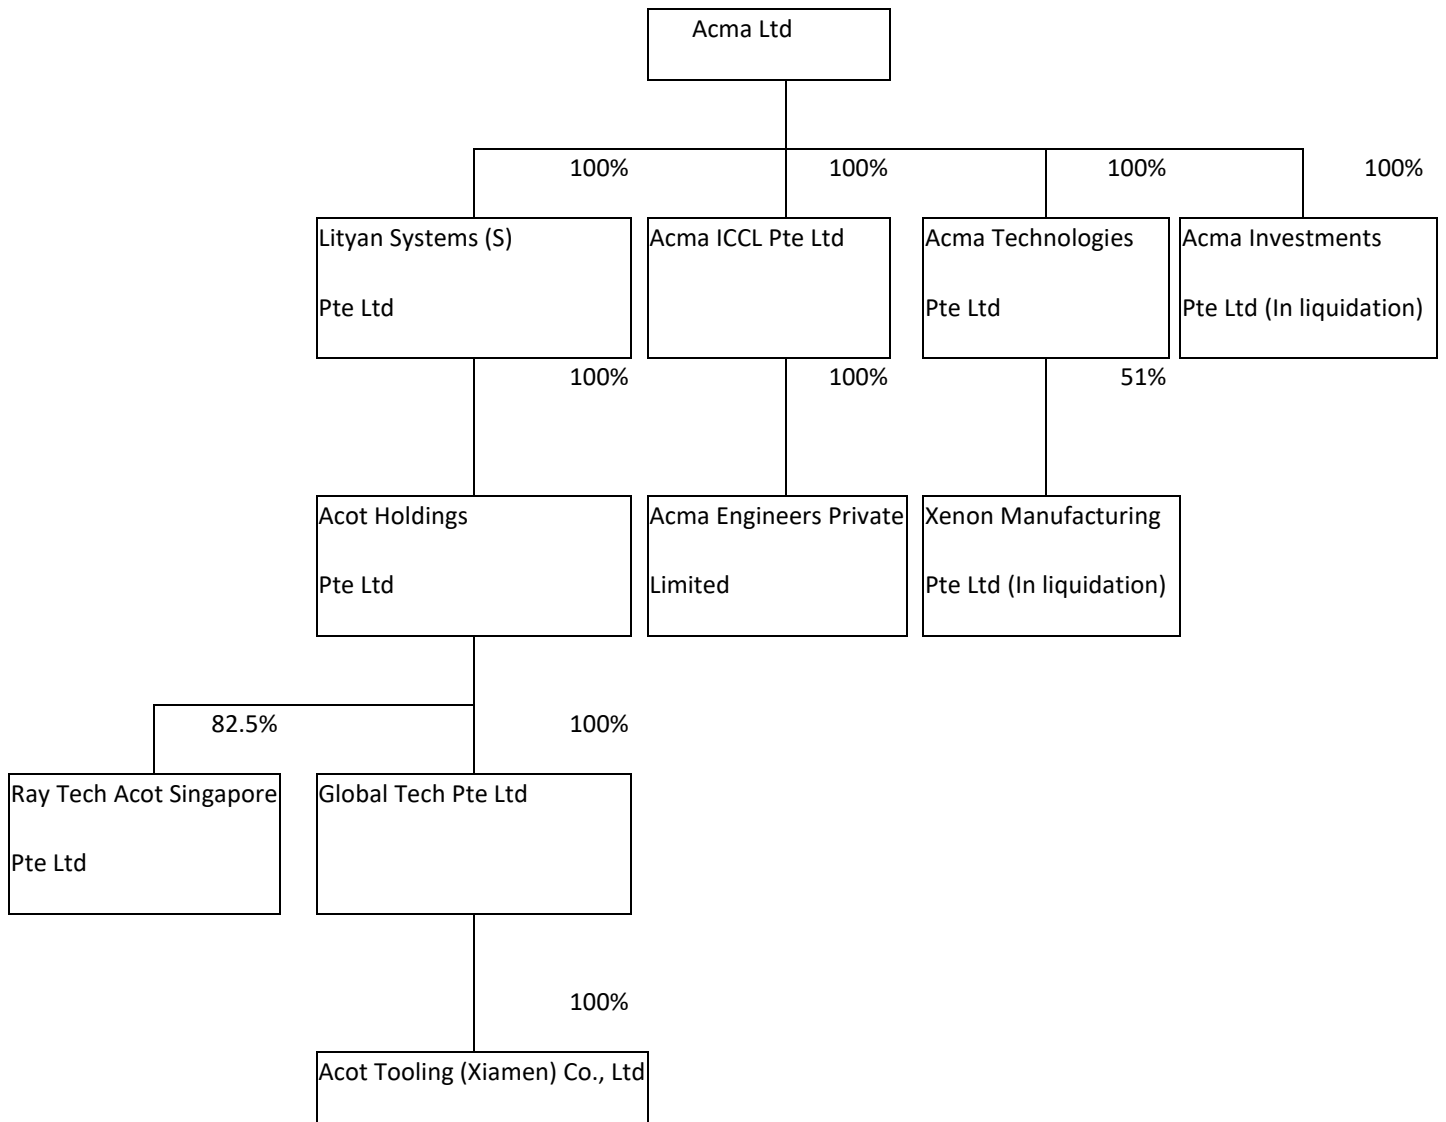 Acma Ltd
100%
100%
100%
100%
Lityan Systems (S)
Pte Ltd
Acma ICCL Pte Ltd
Acma Technologies
Pte Ltd
Acma Investments
Pte Ltd (In liquidation)
100%
100%
51%
Acot Holdings
Pte Ltd
Acma Engineers Private
Limited
Xenon Manufacturing
Pte Ltd (In liquidation)
82.5%
100%
Ray Tech Acot Singapore
Pte Ltd
Global Tech Pte Ltd
100%
Acot Tooling (Xiamen) Co., Ltd